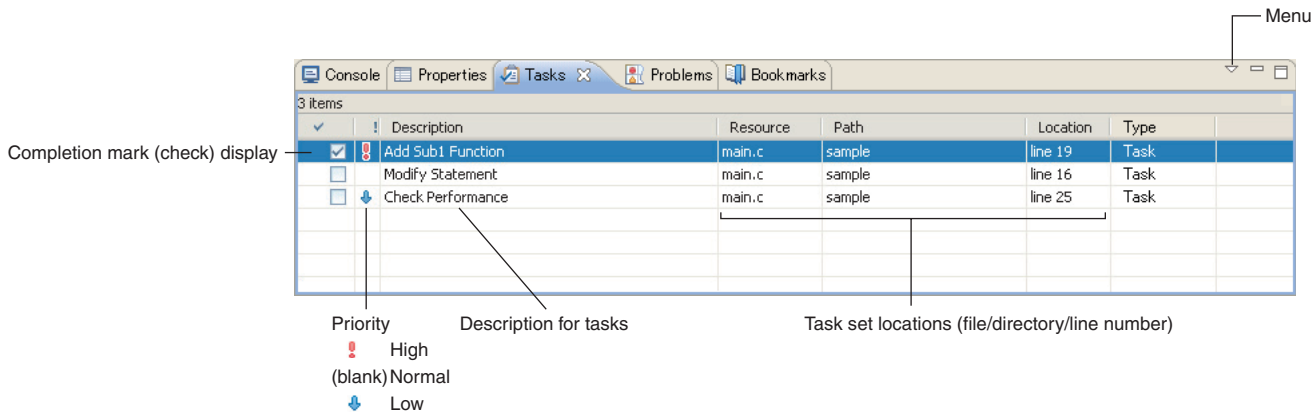 Menu
Console Properties Tasks Problems Bookmarks
3 items
! Description Resource Path Location Type
Completion mark (check) display
Add Sub1 Function main.c sample line 19 Task
Modify Statement main.c sample line 16 Task
Check Performance main.c sample line 25 Task
Priority Description for tasks Task set locations (file/directory/line number)
High
(blank) Normal
Low